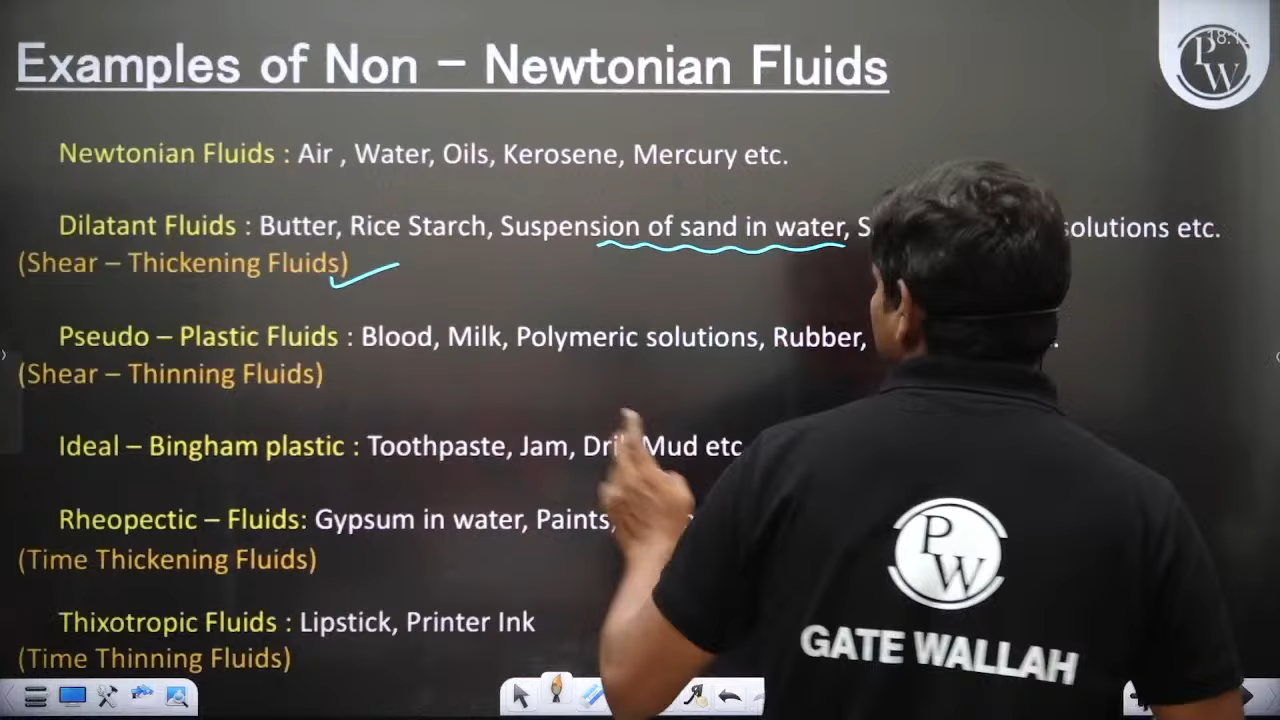 Examples of Non – Newtonian Fluids
PW
Newtonian Fluids : Air , Water, Oils, Kerosene, Mercury etc.
Dilatant Fluids : Butter, Rice Starch, Suspension of sand in water, solutions etc.
(Shear – Thickening Fluids)
Pseudo – Plastic Fluids : Blood, Milk, Polymeric solutions, Rubber,
(Shear – Thinning Fluids)
Ideal – Bingham plastic : Toothpaste, Jam, Mud etc
Rheopectic – Fluids: Gypsum in water, Paints,
(Time Thickening Fluids)
Thixotropic Fluids : Lipstick, Printer Ink
(Time Thinning Fluids)
PW
GATE WALLAH